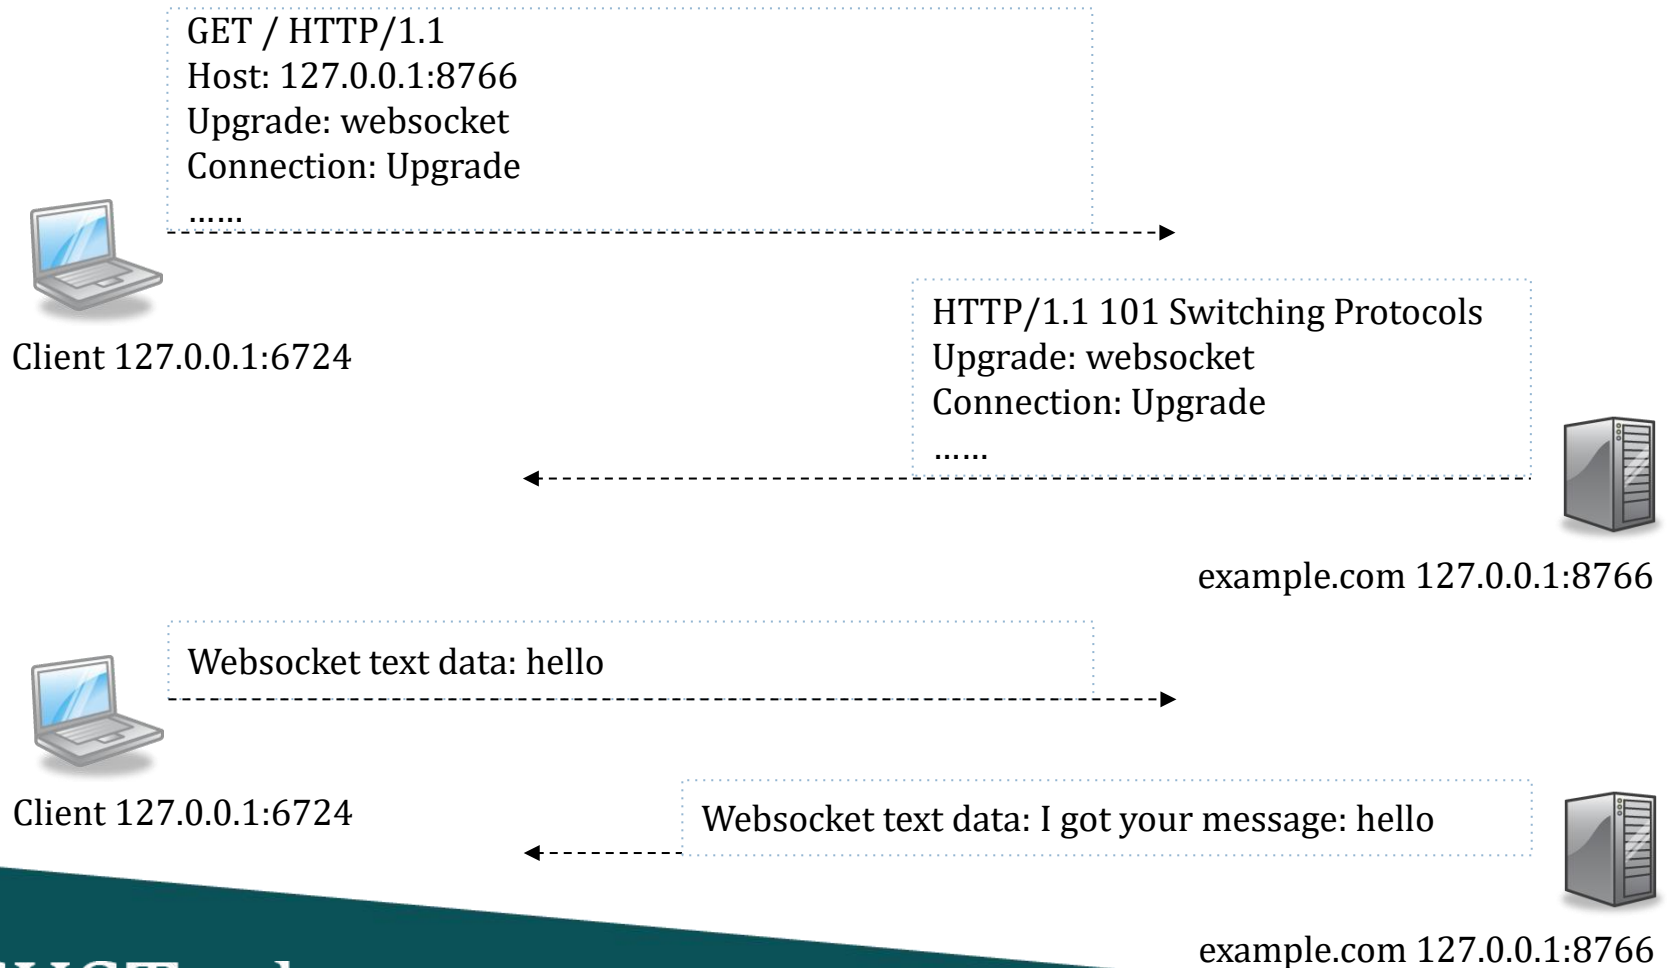 GET / HTTP/1.1
Host: 127.0.0.1:8766
Upgrade: websocket
Connection: Upgrade
……
Client 127.0.0.1:6724
HTTP/1.1 101 Switching Protocols
Upgrade: websocket
Connection: Upgrade
……
example.com 127.0.0.1:8766
Websocket text data: hello
Client 127.0.0.1:6724
Websocket text data: I got your message: hello
example.com 127.0.0.1:8766